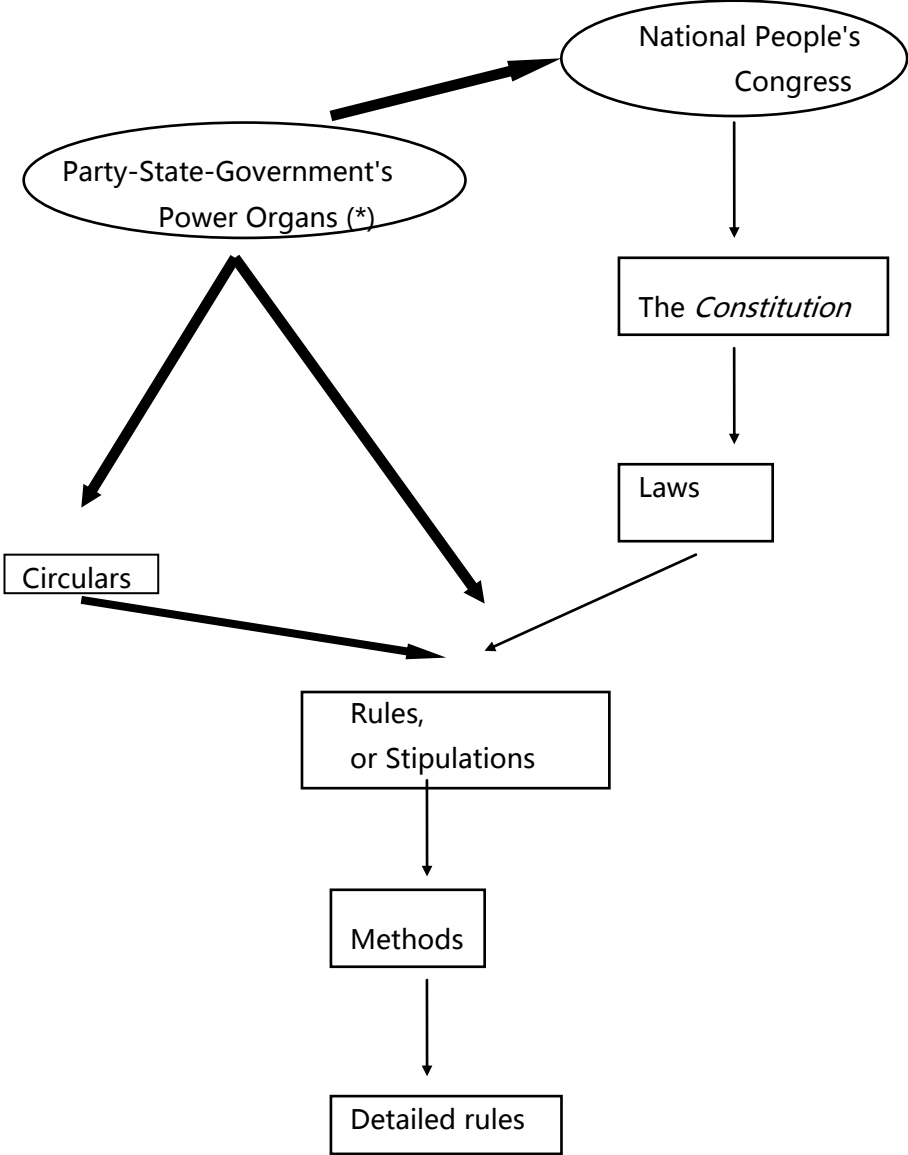 National People's
Congress
Party-State-Government's
Power Organs (*)
The Constitution
Laws
Circulars
Rules,
or Stipulations
Methods
Detailed rules